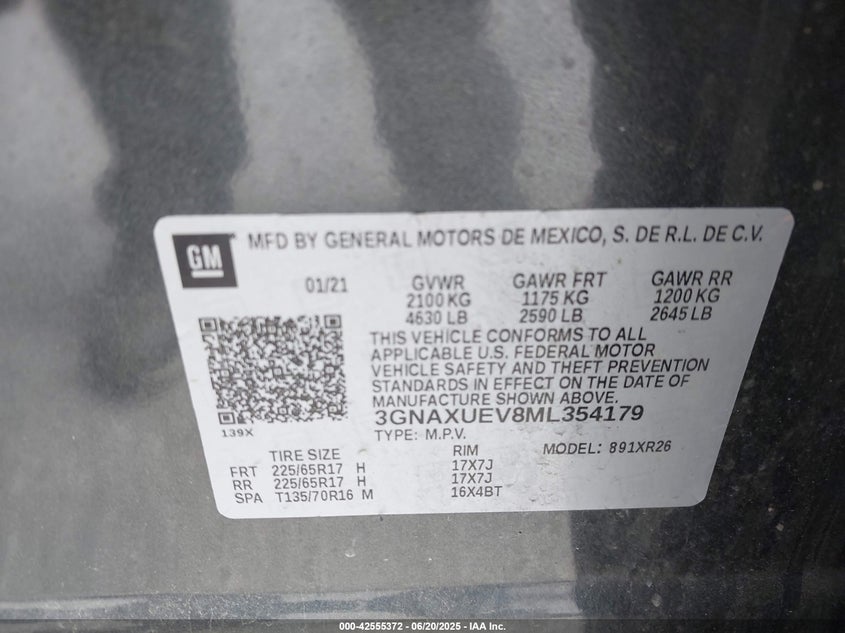 GM
MFD BY GENERAL MOTORS DE MEXICO, S. DE R.L. DE C.V.
01/21 GVWR GAWR FRT GAWR RR
2100 KG 1175 KG 1200 KG
4630 LB 2590 LB 2645 LB
THIS VEHICLE CONFORMS TO ALL
APPLICABLE U.S. FEDERAL MOTOR
VEHICLE SAFETY AND THEFT PREVENTION
STANDARDS IN EFFECT ON THE DATE OF
MANUFACTURE SHOWN ABOVE.
139X
3GNAXUEV8ML354179
TYPE: M.P.V. MODEL: 891XR26
TIRE SIZE RIM
FRT 225/65R17 H 17X7J
RR 225/65R17 H 17X7J
SPA T135/70R16 M 16X4BT
000-42555372 - 06/20/2025 - IAA Inc.